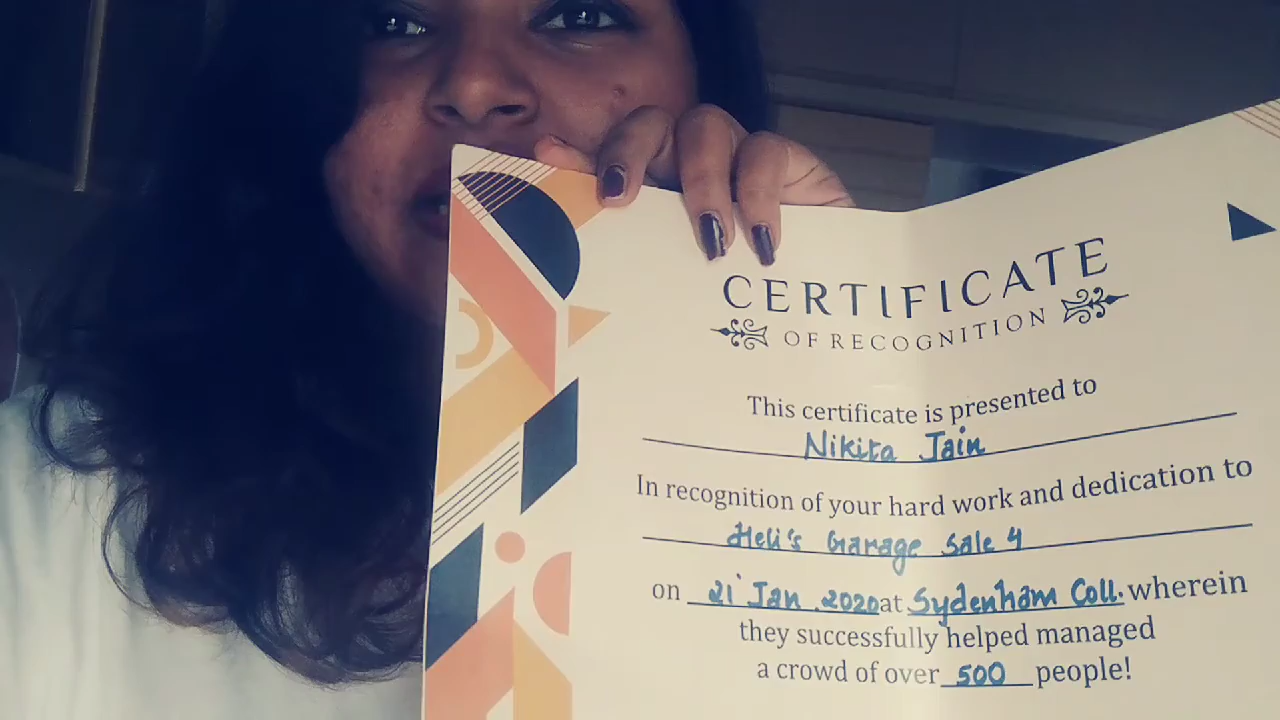 CERTIFICATE
OF RECOGNITION
This certificate is presented to
Nikita Jain
In recognition of your hard work and dedication to
Heli's Garage Sale 4
on 21 Jan. 2020 at Sydenham Coll. wherein
they successfully helped managed
a crowd of over 500 people!